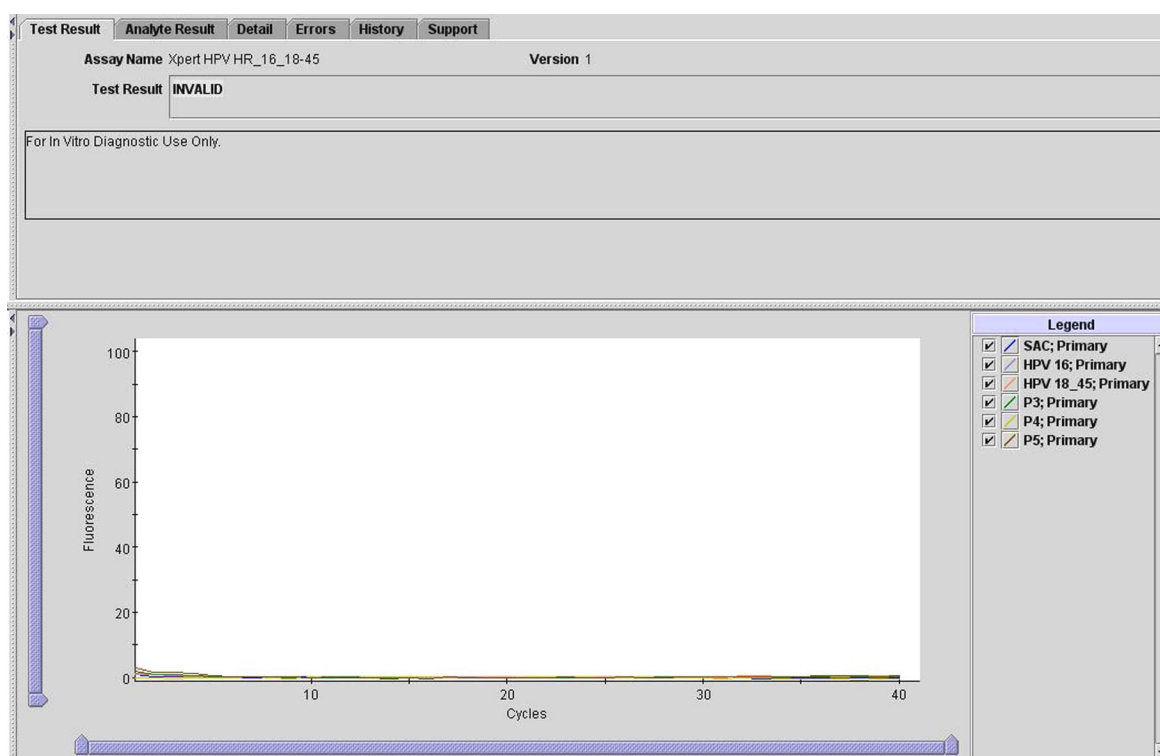 Test Result Analyte Result Detail Errors History Support
Assay Name Xpert HPV HR_16_18-45 Version 1
Test Result INVALID
For In Vitro Diagnostic Use Only.
Legend
SAC; Primary
HPV 16; Primary
HPV 18_45; Primary
P3; Primary
P4; Primary
P5; Primary
100
80
60
40
20
0
Fluorescence
10 20 30 40
Cycles